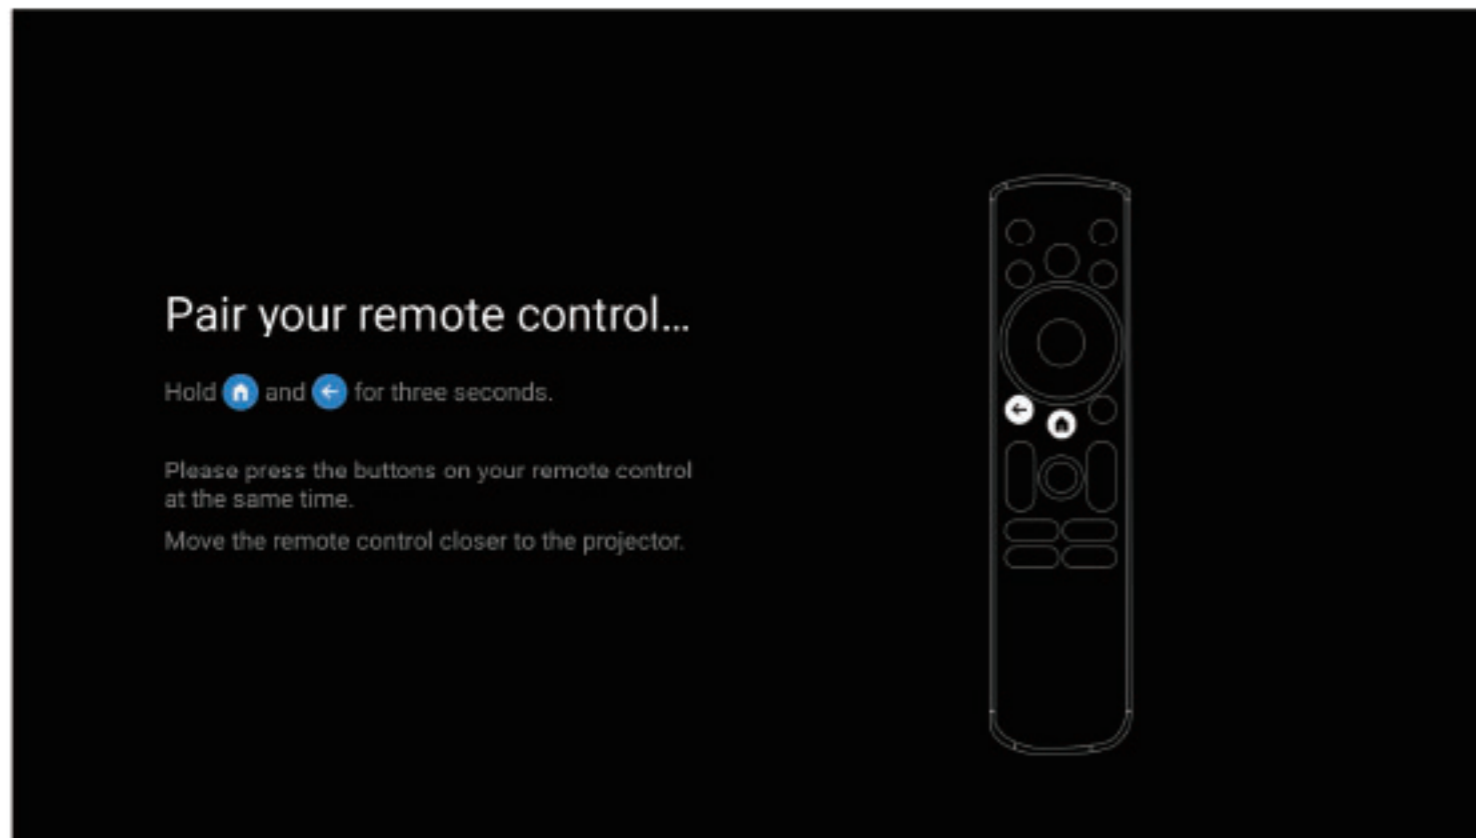 Pair your remote control...
Hold and for three seconds.
Please press the buttons on your remote control
at the same time.
Move the remote control closer to the projector.